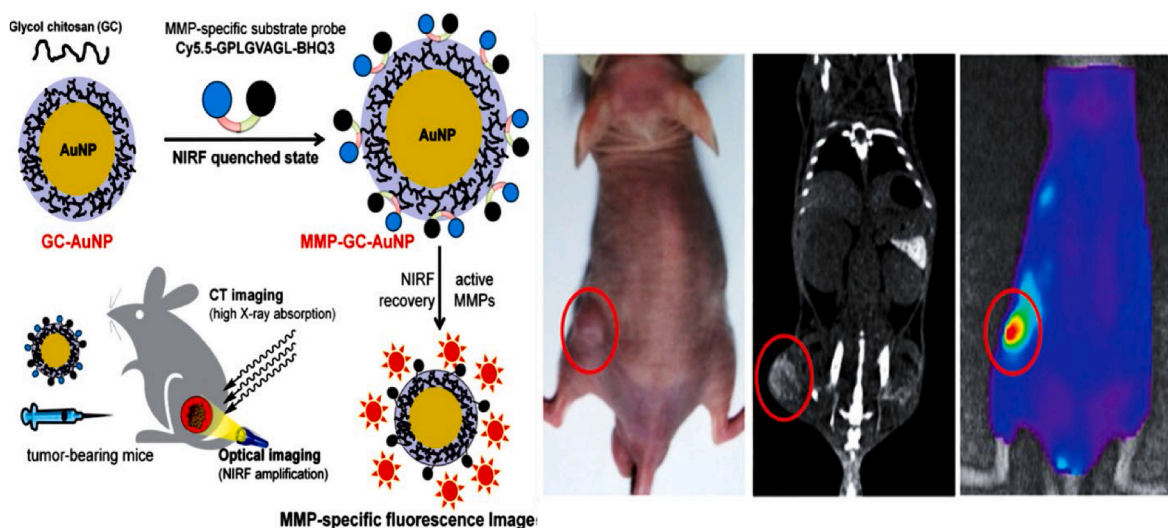 Glycol chitosan (GC)
MMP-specific substrate probe
Cy5.5-GPLGVAGL-BHQ3
AuNP
NIRF quenched state
AuNP
GC-AuNP
MMP-GC-AuNP
NIRF
recovery
active
MMPs
CT imaging
(high X-ray absorption)
tumor-bearing mice
Optical imaging
(NIRF amplification)
MMP-specific fluorescence Image